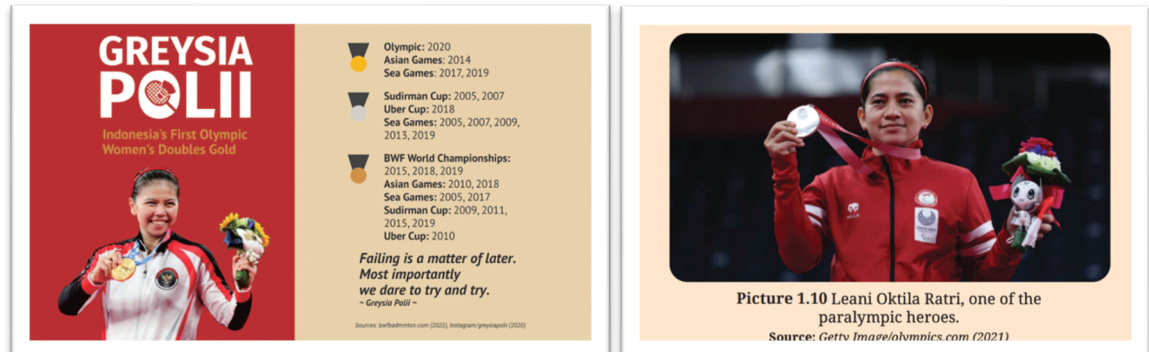 GREYSIA
POLII
Indonesia's First Olympic
Women's Doubles Gold
Olympic: 2020
Asian Games: 2014
Sea Games: 2017, 2019
Sudirman Cup: 2005, 2007
Uber Cup: 2018
Sea Games: 2005, 2007, 2009,
2013, 2019
BWF World Championships:
2015, 2018, 2019
Asian Games: 2010, 2018
Sea Games: 2005, 2017
Sudirman Cup: 2009, 2011,
2015, 2019
Uber Cup: 2010
Failing is a matter of later.
Most importantly
we dare to try and try.
~ Greysia Polii ~
Sources: bwfbadminton.com (2022), Instagram/greysiapolii (2020)
Picture 1.10 Leani Oktila Ratri, one of the
paralympic heroes.
Source: Getty Image/olympics.com (2021)